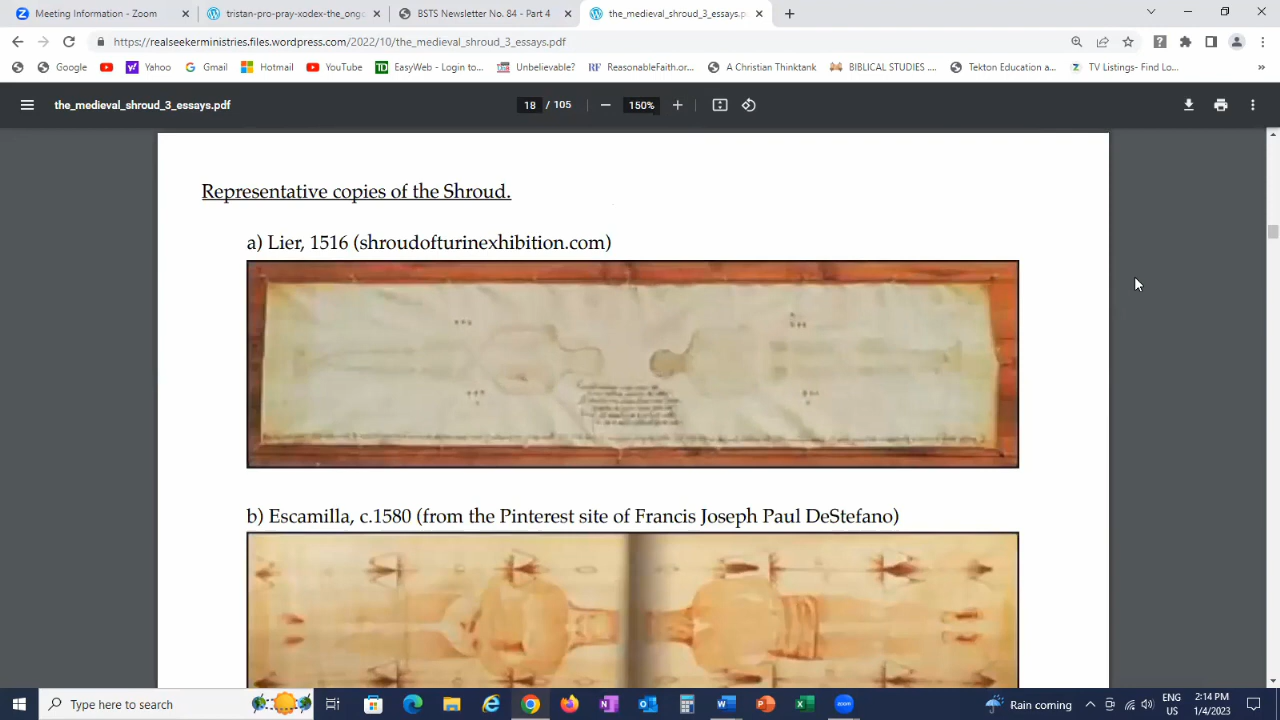 Meeting Information - Zoom
tristan-pro-pray-xodex-the_ong
BSTS Newsletter No. 84 - Part 4
the_medieval_shroud_3_essays.p
https://realseekerministries.files.wordpress.com/2022/10/the_medieval_shroud_3_essays.pdf
Google
Yahoo
Gmail
Hotmail
YouTube
EasyWeb - Login to...
Unbelievable?
ReasonableFaith.or...
A Christian Thinktank
BIBLICAL STUDIES ....
Tekton Education a...
TV Listings- Find Lo...
»
the_medieval_shroud_3_essays.pdf
18 / 105
150%
Representative copies of the Shroud.
a) Lier, 1516 (shroudofturinexhibition.com)
b) Escamilla, c.1580 (from the Pinterest site of Francis Joseph Paul DeStefano)
Type here to search
Rain coming
ENG
US
2:14 PM
1/4/2023